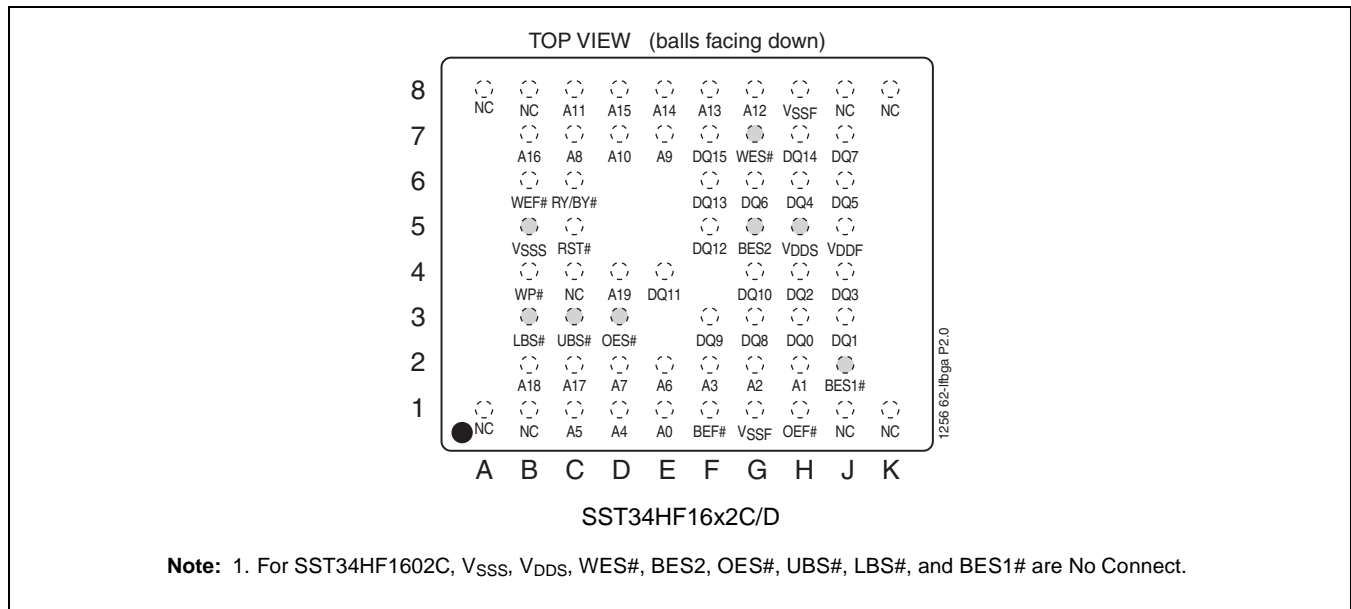 TOP VIEW (balls facing down)
8
NC NC A11 A15 A14 A13 A12 VSSF NC NC
7
A16 A8 A10 A9 DQ15 WES# DQ14 DQ7
6
WEF# RY/BY# DQ13 DQ6 DQ4 DQ5
5
VSSS RST# DQ12 BES2 VDDS VDDF
4
WP# NC A19 DQ11 DQ10 DQ2 DQ3
3
LBS# UBS# OES# DQ9 DQ8 DQ0 DQ1
2
A18 A17 A7 A6 A3 A2 A1 BES1#
1
NC NC A5 A4 A0 BEF# VSSF OEF# NC NC
A B C D E F G H J K
1256 62-lfbga P2.0
SST34HF16x2C/D
Note: 1. For SST34HF1602C, VSSS, VDDS, WES#, BES2, OES#, UBS#, LBS#, and BES1# are No Connect.